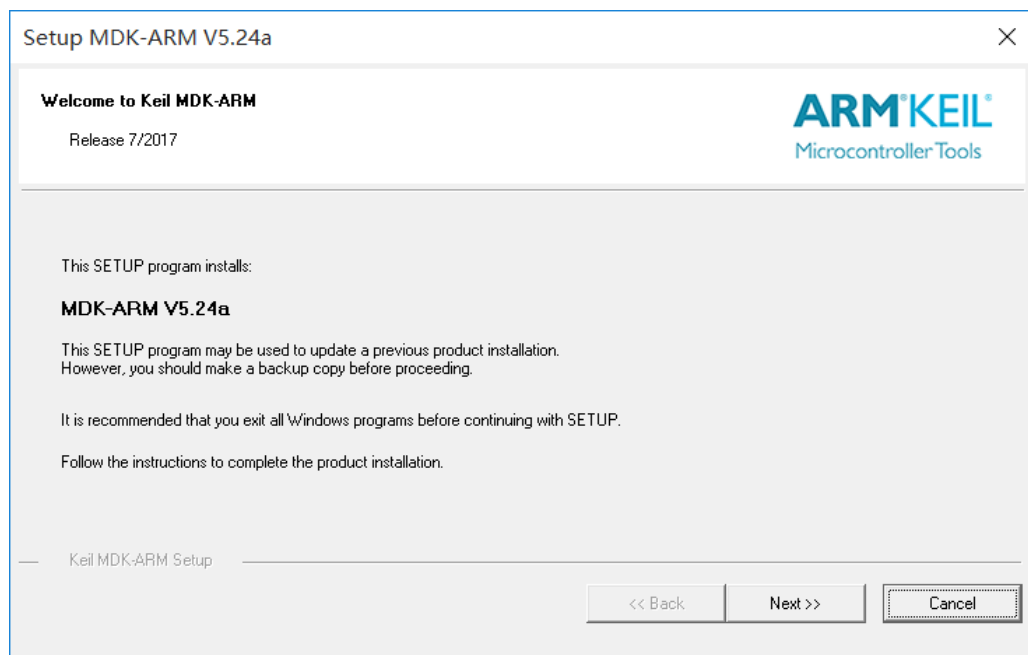 Setup MDK-ARM V5.24a
Welcome to Keil MDK-ARM
Release 7/2017
ARM®KEIL®
Microcontroller Tools
This SETUP program installs:
MDK-ARM V5.24a
This SETUP program may be used to update a previous product installation.
However, you should make a backup copy before proceeding.
It is recommended that you exit all Windows programs before continuing with SETUP.
Follow the instructions to complete the product installation.
Keil MDK-ARM Setup
<< Back
Next >>
Cancel